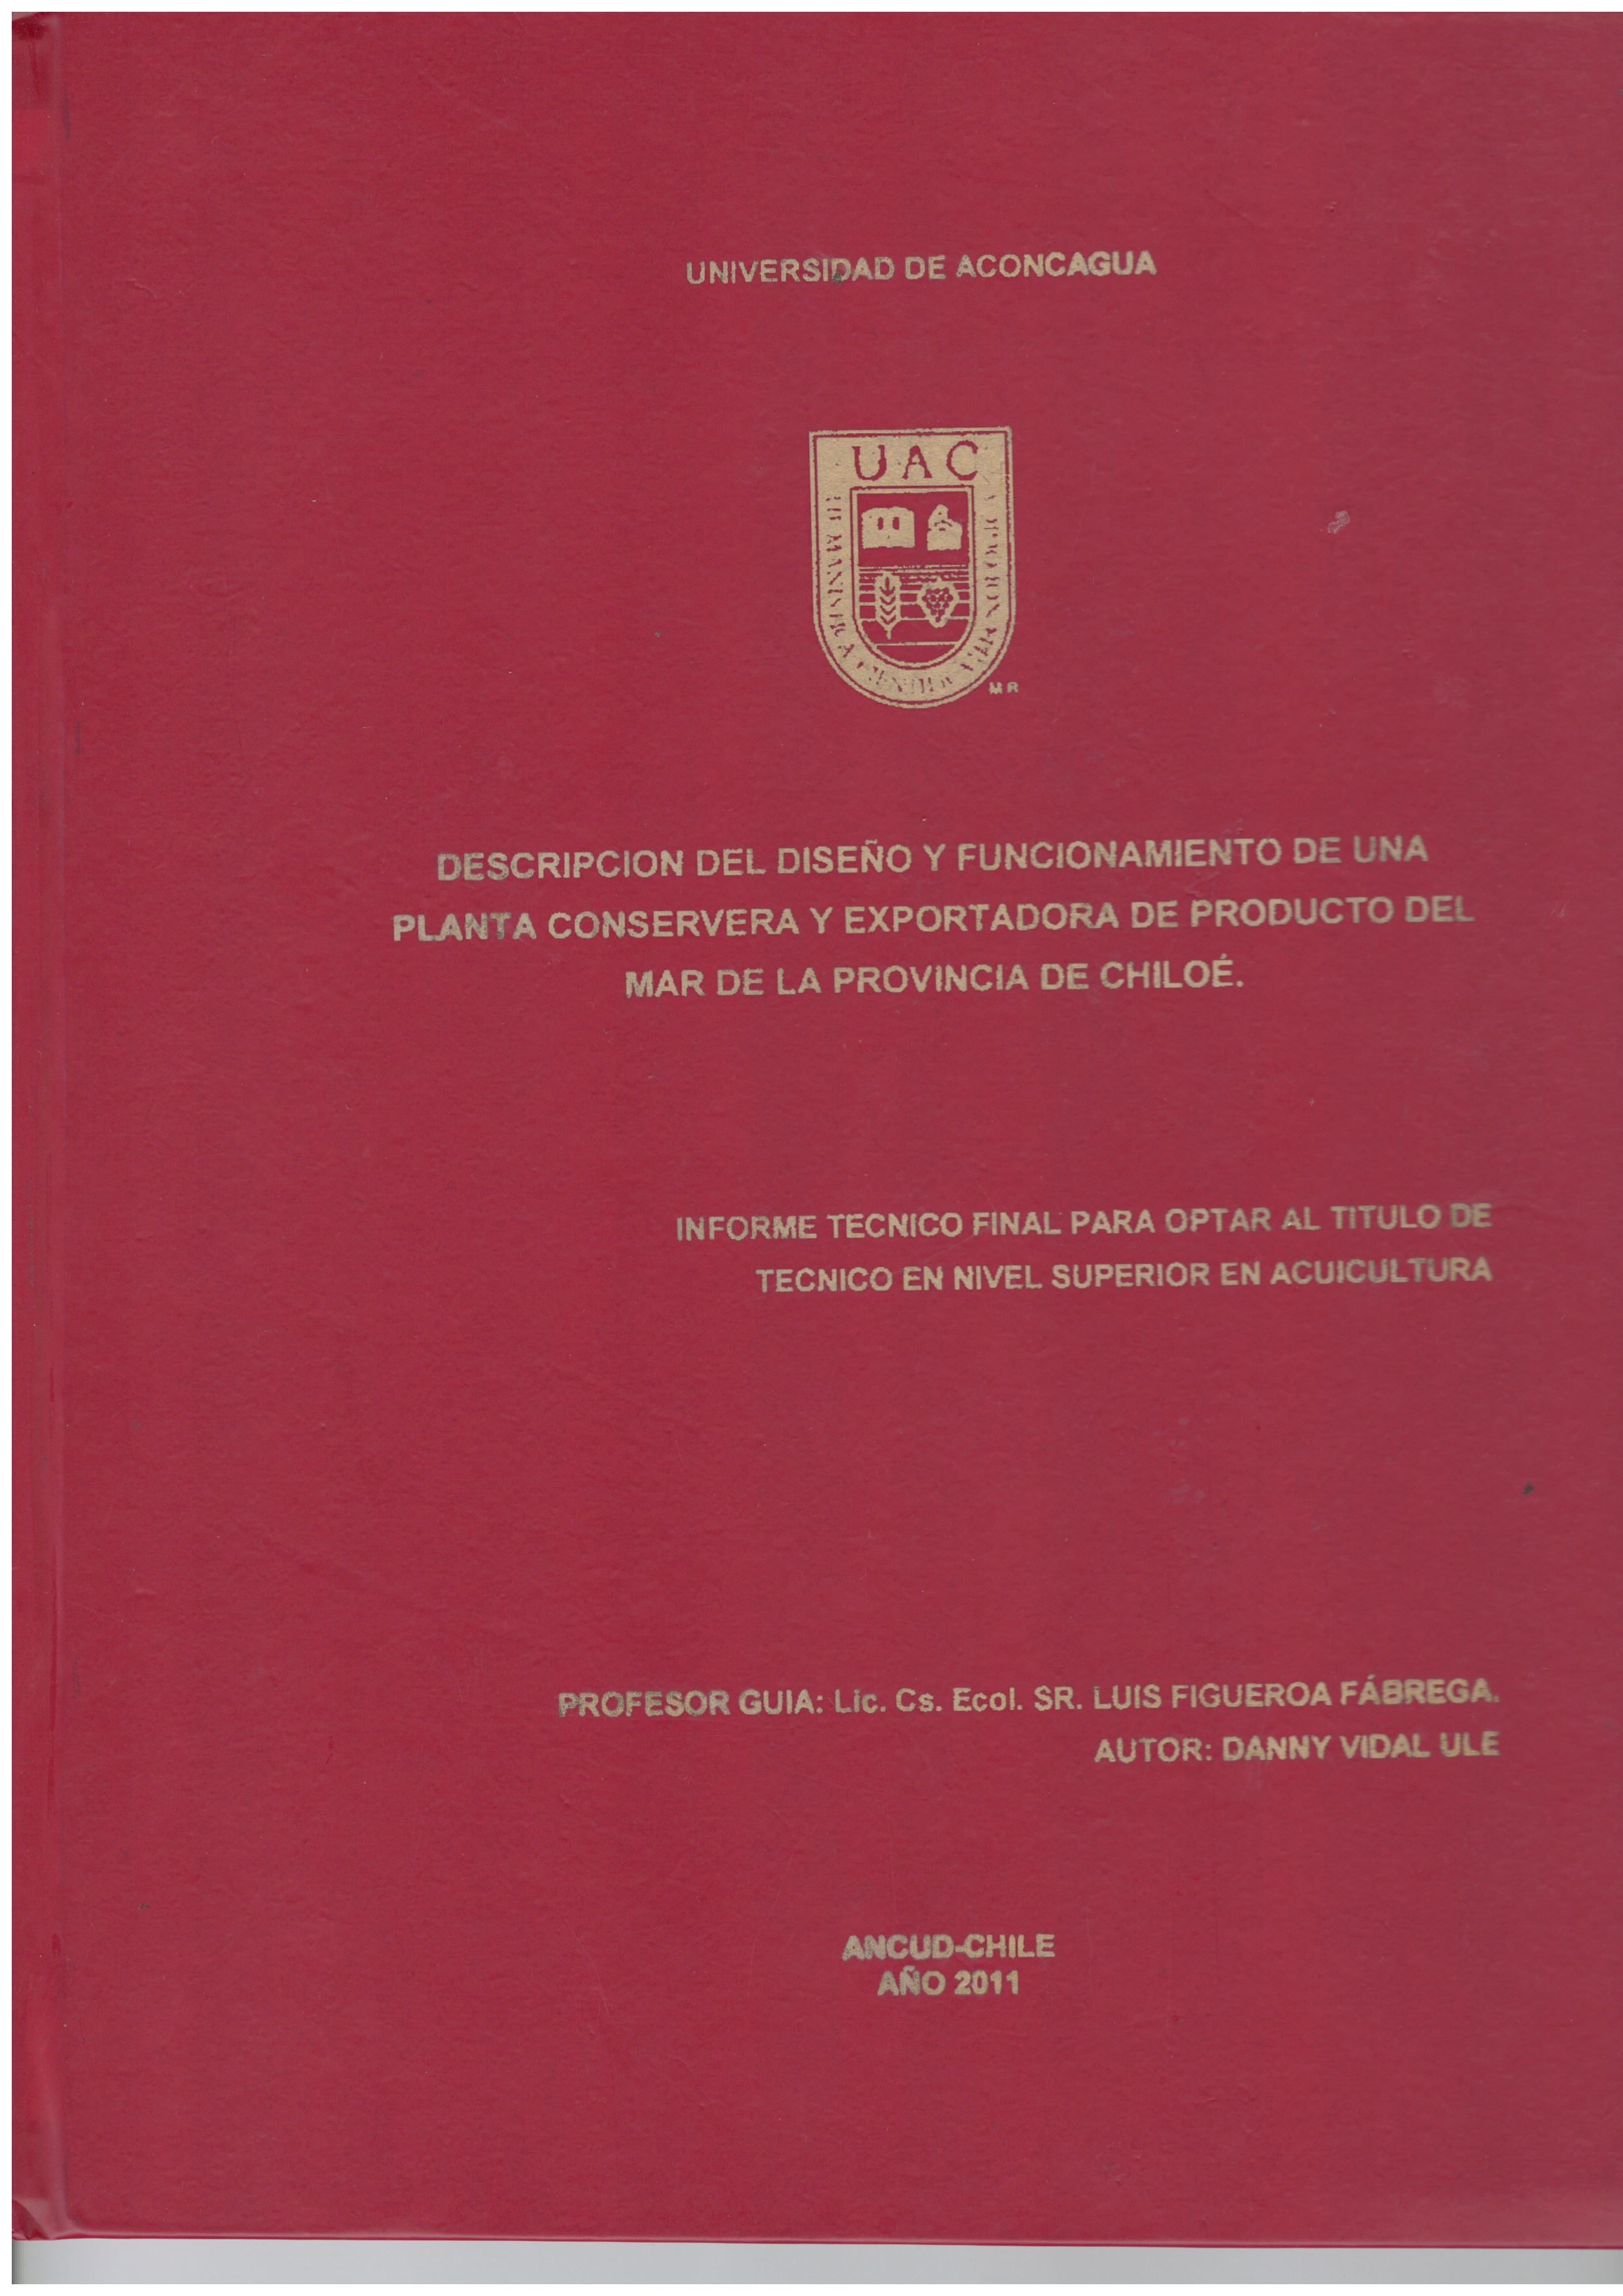 UNIVERSIDAD DE ACONCAGUA
UAC
MR
DESCRIPCION DEL DISEÑO Y FUNCIONAMIENTO DE UNA
PLANTA CONSERVERA Y EXPORTADORA DE PRODUCTO DEL
MAR DE LA PROVINCIA DE CHILOÉ.
INFORME TECNICO FINAL PARA OPTAR AL TITULO DE
TECNICO EN NIVEL SUPERIOR EN ACUICULTURA
PROFESOR GUIA: Lic. Cs. Ecol. SR. LUIS FIGUEROA FÁBREGA.
AUTOR: DANNY VIDAL ULE
ANCUD-CHILE
AÑO 2011